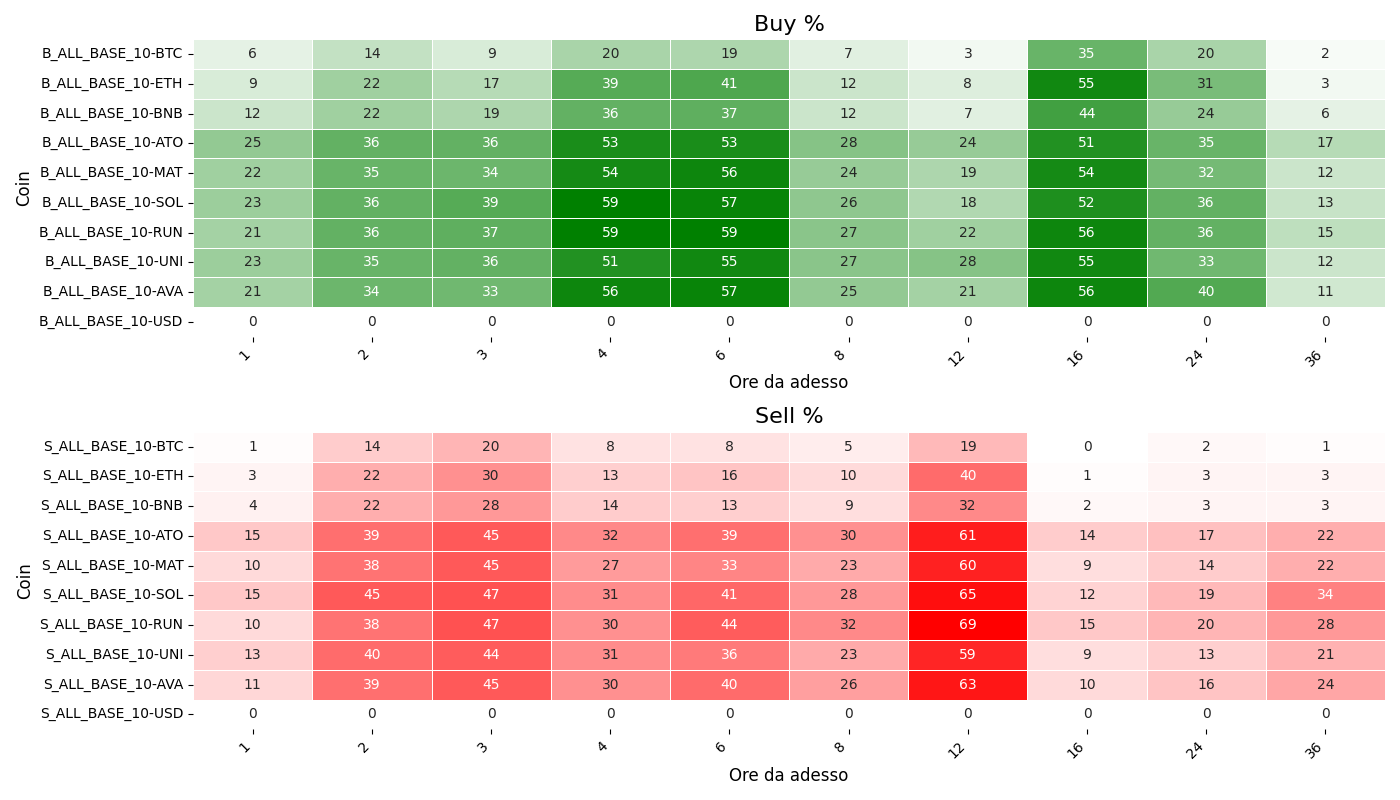 Buy %
Coin
B_ALL_BASE_10-BTC 6 14 9 20 19 7 3 35 20 2
B_ALL_BASE_10-ETH 9 22 17 39 41 12 8 55 31 3
B_ALL_BASE_10-BNB 12 22 19 36 37 12 7 44 24 6
B_ALL_BASE_10-ATO 25 36 36 53 53 28 24 51 35 17
B_ALL_BASE_10-MAT 22 35 34 54 56 24 19 54 32 12
B_ALL_BASE_10-SOL 23 36 39 59 57 26 18 52 36 13
B_ALL_BASE_10-RUN 21 36 37 59 59 27 22 56 36 15
B_ALL_BASE_10-UNI 23 35 36 51 55 27 28 55 33 12
B_ALL_BASE_10-AVA 21 34 33 56 57 25 21 56 40 11
B_ALL_BASE_10-USD 0 0 0 0 0 0 0 0 0 0
1 2 3 4 6 8 12 16 24 36
Ore da adesso
Sell %
Coin
S_ALL_BASE_10-BTC 1 14 20 8 8 5 19 0 2 1
S_ALL_BASE_10-ETH 3 22 30 13 16 10 40 1 3 3
S_ALL_BASE_10-BNB 4 22 28 14 13 9 32 2 3 3
S_ALL_BASE_10-ATO 15 39 45 32 39 30 61 14 17 22
S_ALL_BASE_10-MAT 10 38 45 27 33 23 60 9 14 22
S_ALL_BASE_10-SOL 15 45 47 31 41 28 65 12 19 34
S_ALL_BASE_10-RUN 10 38 47 30 44 32 69 15 20 28
S_ALL_BASE_10-UNI 13 40 44 31 36 23 59 9 13 21
S_ALL_BASE_10-AVA 11 39 45 30 40 26 63 10 16 24
S_ALL_BASE_10-USD 0 0 0 0 0 0 0 0 0 0
1 2 3 4 6 8 12 16 24 36
Ore da adesso